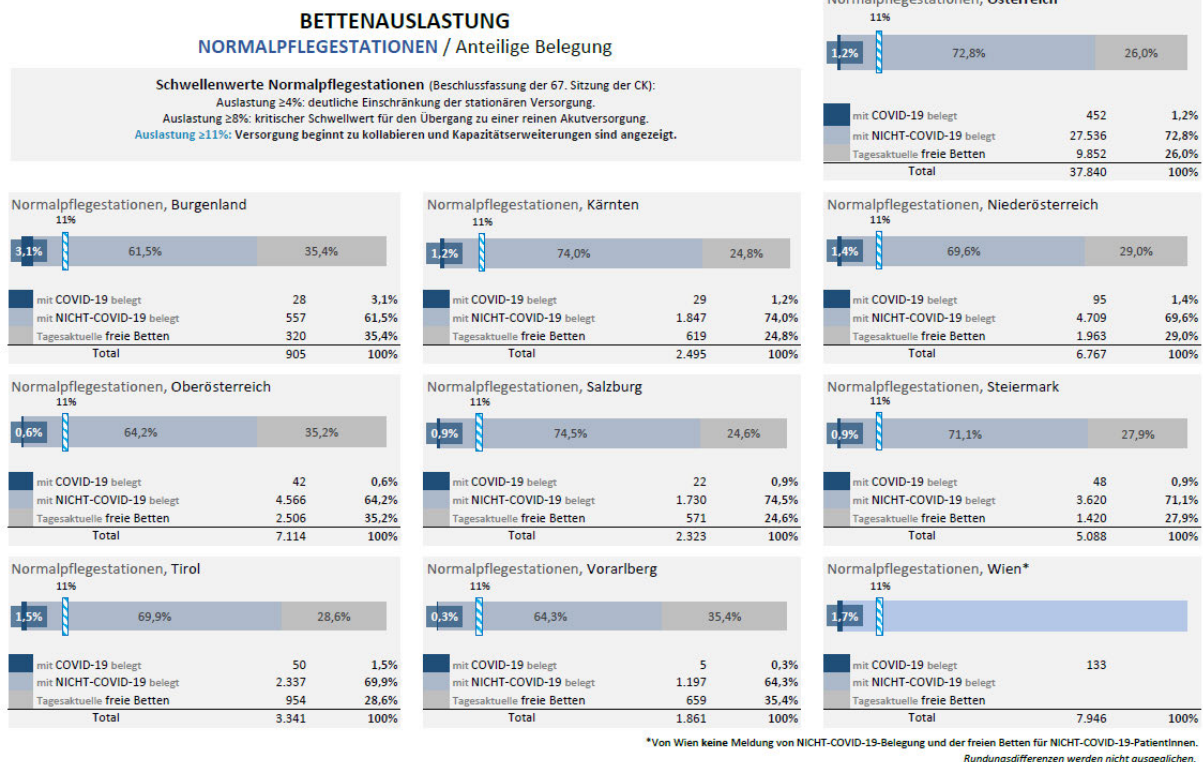 BETTENAUSLASTUNG
NORMALPFLEGESTATIONEN / Anteilige Belegung
Schwellenwerte Normalpflegestationen (Beschlussfassung der 67. Sitzung der CK):
Auslastung ≥4%: deutliche Einschränkung der stationären Versorgung.
Auslastung ≥8%: kritischer Schwellwert für den Übergang zu einer reinen Akutversorgung.
Auslastung ≥11%: Versorgung beginnt zu kollabieren und Kapazitätserweiterungen sind angezeigt.
Normalpflegestationen, Österreich
11%
1,2% 72,8% 26,0%
mit COVID-19 belegt 452 1,2%
mit NICHT-COVID-19 belegt 27.536 72,8%
Tagesaktuelle freie Betten 9.852 26,0%
Total 37.840 100%
Normalpflegestationen, Burgenland
11%
3,1% 61,5% 35,4%
mit COVID-19 belegt 28 3,1%
mit NICHT-COVID-19 belegt 557 61,5%
Tagesaktuelle freie Betten 320 35,4%
Total 905 100%
Normalpflegestationen, Kärnten
11%
1,2% 74,0% 24,8%
mit COVID-19 belegt 29 1,2%
mit NICHT-COVID-19 belegt 1.847 74,0%
Tagesaktuelle freie Betten 619 24,8%
Total 2.495 100%
Normalpflegestationen, Niederösterreich
11%
1,4% 69,6% 29,0%
mit COVID-19 belegt 95 1,4%
mit NICHT-COVID-19 belegt 4.709 69,6%
Tagesaktuelle freie Betten 1.963 29,0%
Total 6.767 100%
Normalpflegestationen, Oberösterreich
11%
0,6% 64,2% 35,2%
mit COVID-19 belegt 42 0,6%
mit NICHT-COVID-19 belegt 4.566 64,2%
Tagesaktuelle freie Betten 2.506 35,2%
Total 7.114 100%
Normalpflegestationen, Salzburg
11%
0,9% 74,5% 24,6%
mit COVID-19 belegt 22 0,9%
mit NICHT-COVID-19 belegt 1.730 74,5%
Tagesaktuelle freie Betten 571 24,6%
Total 2.323 100%
Normalpflegestationen, Steiermark
11%
0,9% 71,1% 27,9%
mit COVID-19 belegt 48 0,9%
mit NICHT-COVID-19 belegt 3.620 71,1%
Tagesaktuelle freie Betten 1.420 27,9%
Total 5.088 100%
Normalpflegestationen, Tirol
11%
1,5% 69,9% 28,6%
mit COVID-19 belegt 50 1,5%
mit NICHT-COVID-19 belegt 2.337 69,9%
Tagesaktuelle freie Betten 954 28,6%
Total 3.341 100%
Normalpflegestationen, Vorarlberg
11%
0,3% 64,3% 35,4%
mit COVID-19 belegt 5 0,3%
mit NICHT-COVID-19 belegt 1.197 64,3%
Tagesaktuelle freie Betten 659 35,4%
Total 1.861 100%
Normalpflegestationen, Wien*
11%
1,7%
mit COVID-19 belegt 133
mit NICHT-COVID-19 belegt
Tagesaktuelle freie Betten
Total 7.946 100%
*Von Wien keine Meldung von NICHT-COVID-19-Belegung und der freien Betten für NICHT-COVID-19-PatientInnen.
Rundungsdifferenzen werden nicht ausgeglichen.